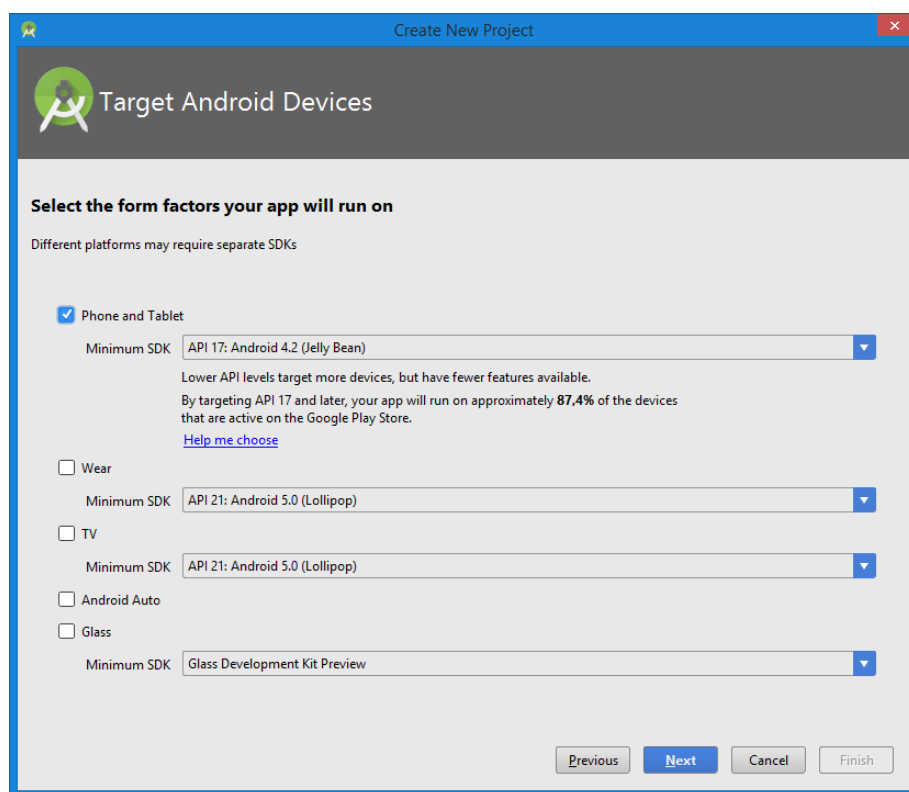 Create New Project
Target Android Devices
Select the form factors your app will run on
Different platforms may require separate SDKs
Phone and Tablet
Minimum SDK API 17: Android 4.2 (Jelly Bean)
Lower API levels target more devices, but have fewer features available.
By targeting API 17 and later, your app will run on approximately 87,4% of the devices
that are active on the Google Play Store.
Help me choose
Wear
Minimum SDK API 21: Android 5.0 (Lollipop)
TV
Minimum SDK API 21: Android 5.0 (Lollipop)
Android Auto
Glass
Minimum SDK Glass Development Kit Preview
Previous Next Cancel Finish